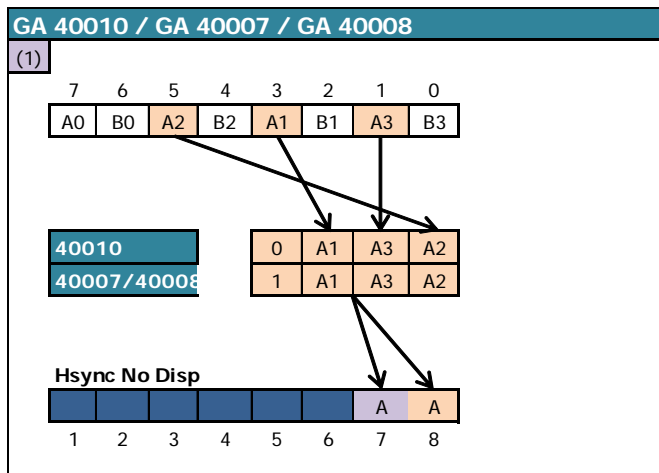 GA 40010 / GA 40007 / GA 40008
(1)
7 6 5 4 3 2 1 0
A0 B0 A2 B2 A1 B1 A3 B3
40010 0 A1 A3 A2
40007/40008 1 A1 A3 A2
Hsync No Disp
A A
1 2 3 4 5 6 7 8